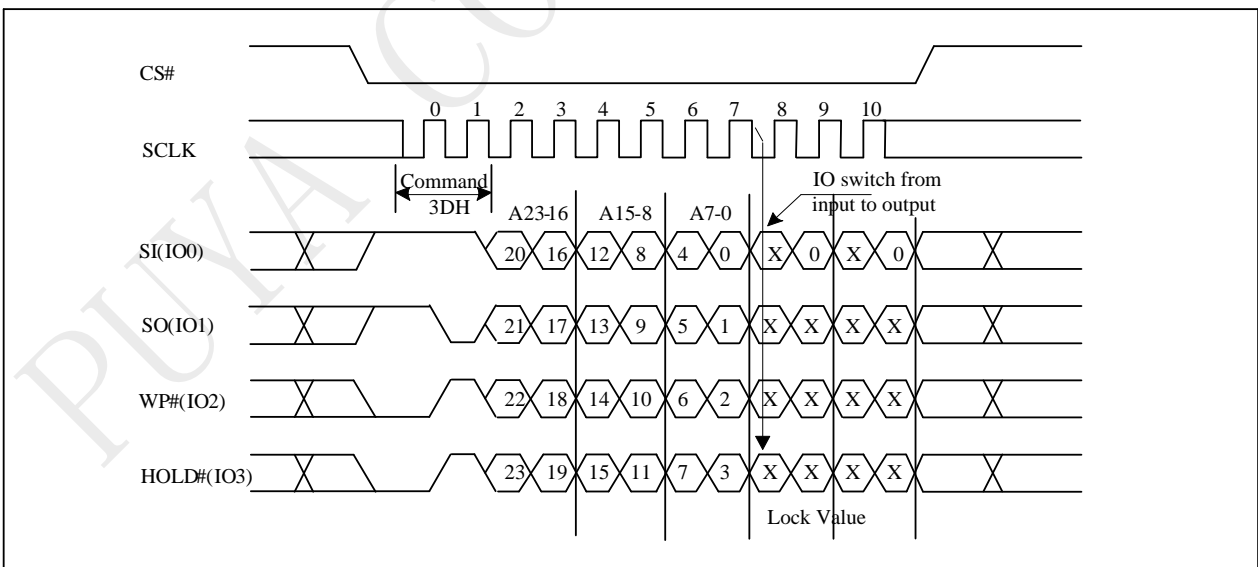 PUYA CO
CS#
0 1 2 3 4 5 6 7 8 9 10
SCLK
Command
3DH
IO switch from
input to output
A23-16 A15-8 A7-0
SI(IO0) 20 16 12 8 4 0 X 0 X 0
SO(IO1) 21 17 13 9 5 1 X X X X
WP#(IO2) 22 18 14 10 6 2 X X X X
HOLD#(IO3) 23 19 15 11 7 3 X X X X
Lock Value